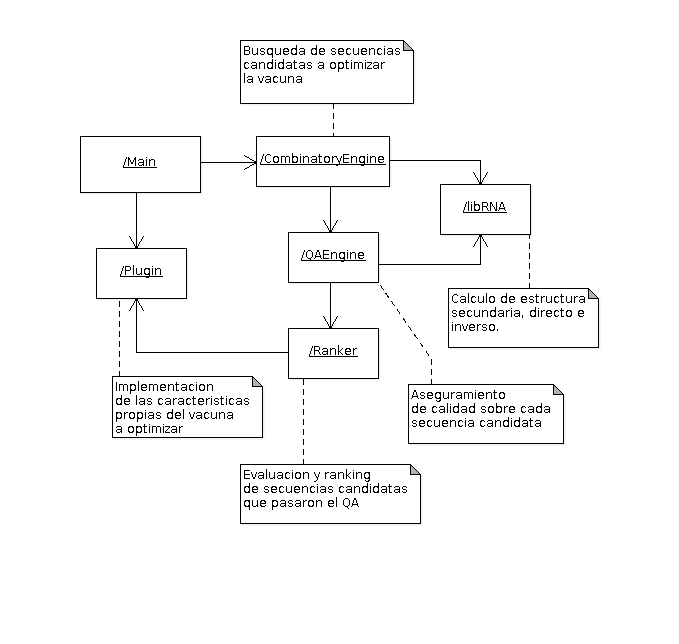 Busqueda de secuencias
candidatas a optimizar
la vacuna
/Main
/CombinatoryEngine
/libRNA
/Plugin
/QAEngine
Calculo de estructura
secundaria, directo e
inverso.
/Ranker
Implementacion
de las caracteristicas
propias del vacuna
a optimizar
Aseguramiento
de calidad sobre cada
secuencia candidata
Evaluacion y ranking
de secuencias candidatas
que pasaron el QA